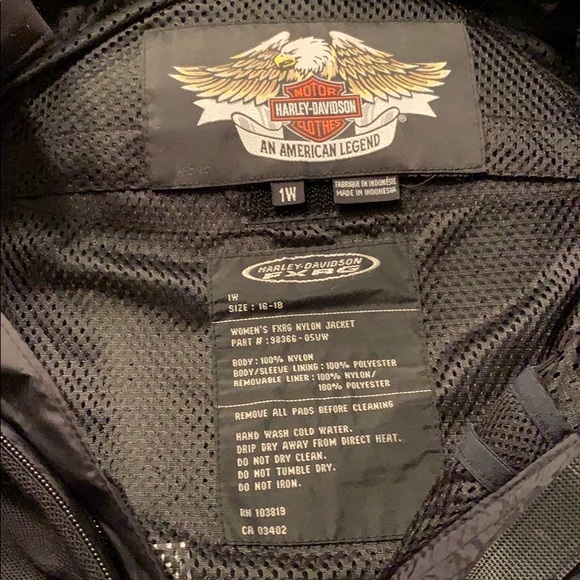 MOTOR
HARLEY-DAVIDSON
CLOTHES
®
AN AMERICAN LEGEND
1W
FABRIQUE EN INDONÉSIE
MADE IN INDONESIA
HARLEY-DAVIDSON
FXRG
1W
SIZE : 16-18
WOMEN'S FXRG NYLON JACKET
PART # : 98366-05VW
BODY : 100% NYLON
BODY/SLEEVE LINING : 100% POLYESTER
REMOVABLE LINER : 100% NYLON/
100% POLYESTER
REMOVE ALL PADS BEFORE CLEANING
HAND WASH COLD WATER.
DRIP DRY AWAY FROM DIRECT HEAT.
DO NOT DRY CLEAN.
DO NOT TUMBLE DRY.
DO NOT IRON.
RN 103819
CA 03402